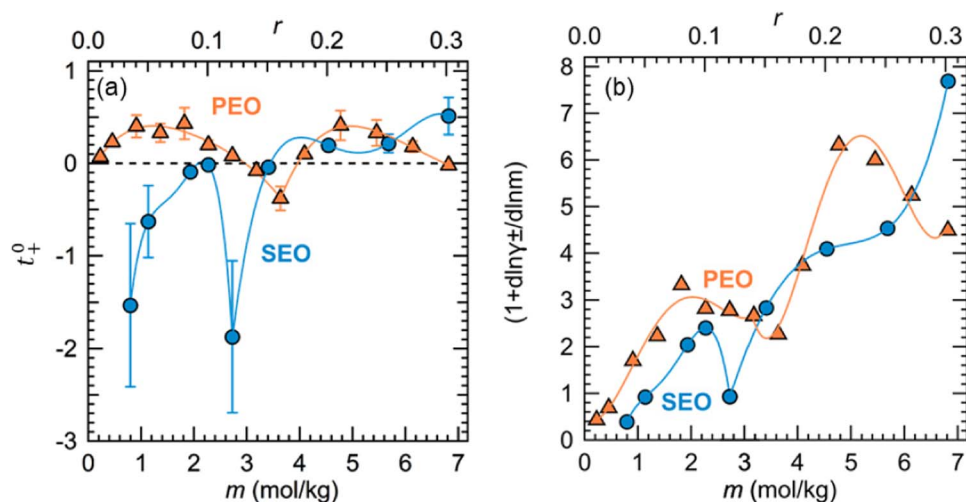 r
0.0 0.1 0.2 0.3
(a)
PEO
SEO
1
0
-1
-2
-3
t₊⁰
0 1 2 3 4 5 6 7
m (mol/kg)
r
0.0 0.1 0.2 0.3
(b)
PEO
SEO
8
7
6
5
4
3
2
1
0
(1+dlnγ±/dlnm)
0 1 2 3 4 5 6 7
m (mol/kg)